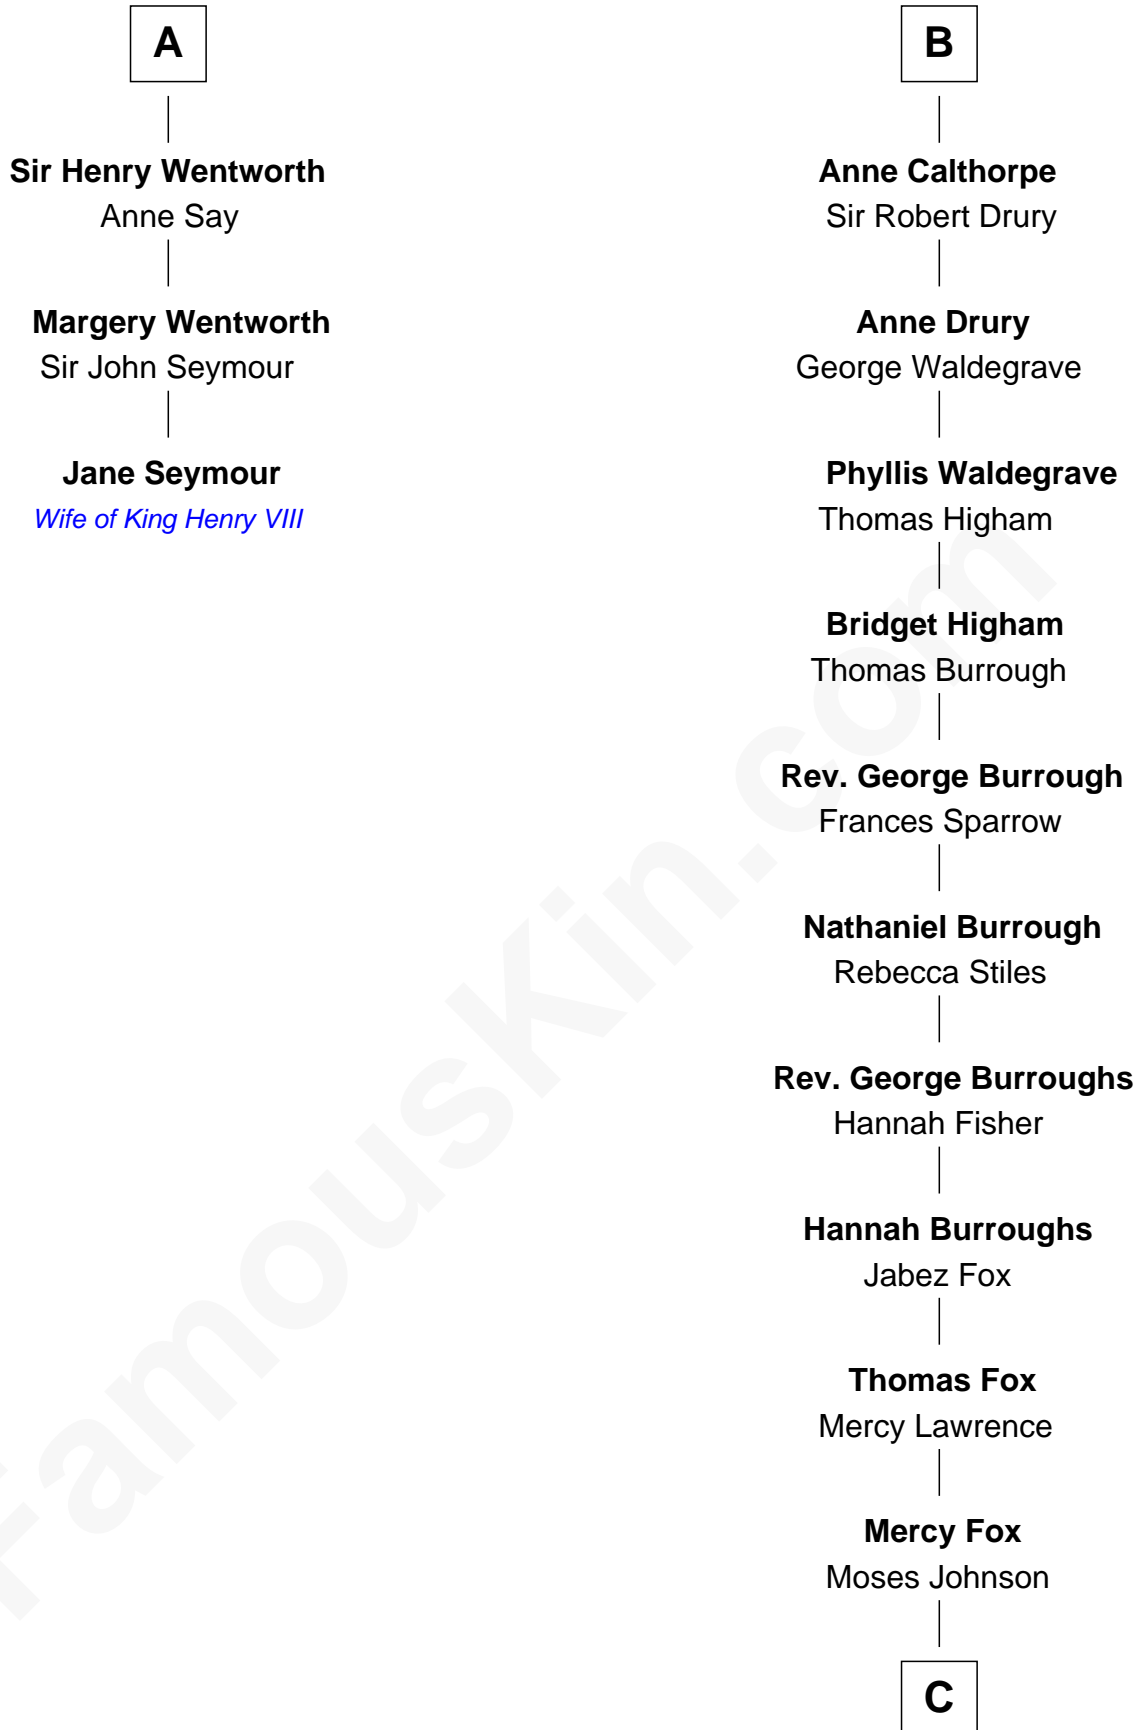 A
Sir Henry Wentworth
Anne Say
Margery Wentworth
Sir John Seymour
Jane Seymour
Wife of King Henry VIII
B
Anne Calthorpe
Sir Robert Drury
Anne Drury
George Waldegrave
Phyllis Waldegrave
Thomas Higham
Bridget Higham
Thomas Burrough
Rev. George Burrough
Frances Sparrow
Nathaniel Burrough
Rebecca Stiles
Rev. George Burroughs
Hannah Fisher
Hannah Burroughs
Jabez Fox
Thomas Fox
Mercy Lawrence
Mercy Fox
Moses Johnson
C
FamousKin.com